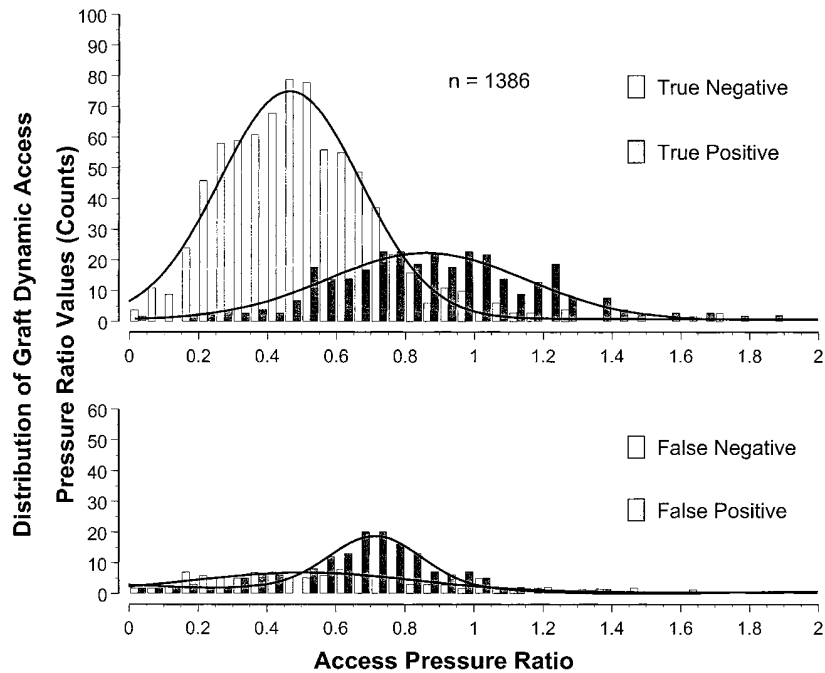 Distribution of Graft Dynamic Access
Pressure Ratio Values (Counts)
100
90
80
70
60
50
40
30
20
10
0
n = 1386
True Negative
True Positive
0 0.2 0.4 0.6 0.8 1 1.2 1.4 1.6 1.8 2
60
50
40
30
20
10
0
False Negative
False Positive
0 0.2 0.4 0.6 0.8 1 1.2 1.4 1.6 1.8 2
Access Pressure Ratio